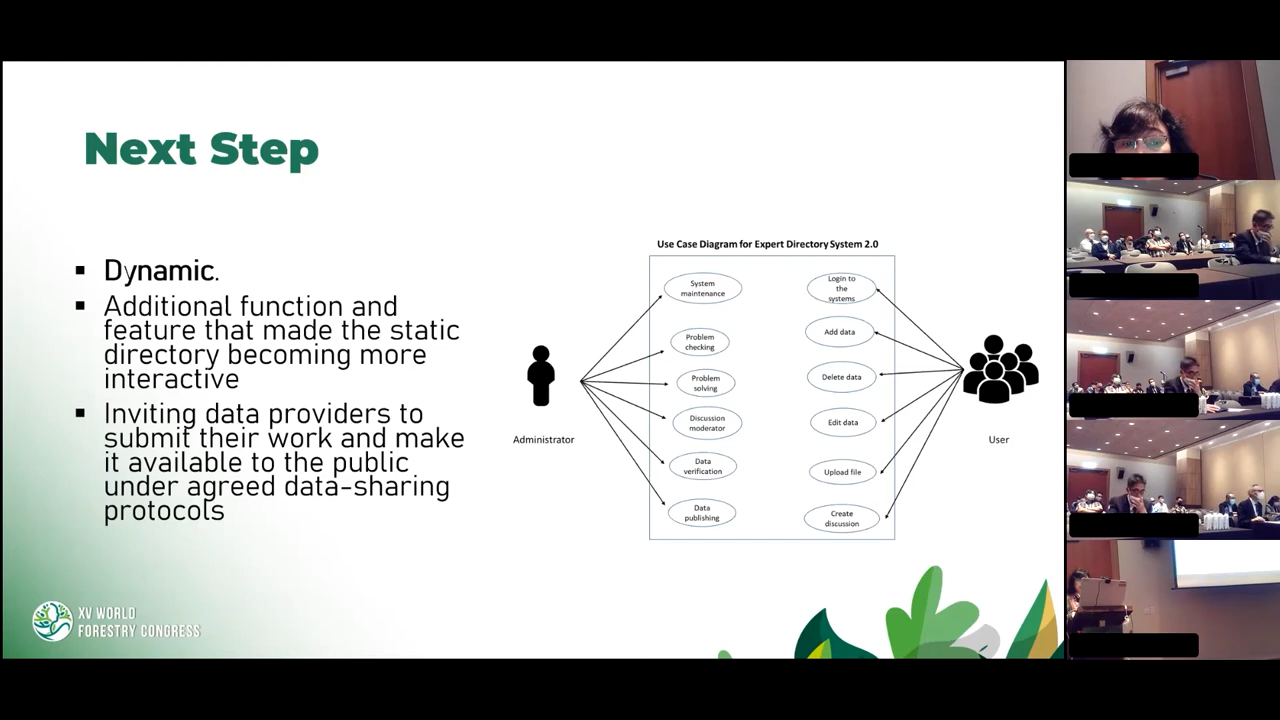 Next Step
▪ Dynamic.
▪ Additional function and
feature that made the static
directory becoming more
interactive
▪ Inviting data providers to
submit their work and make
it available to the public
under agreed data-sharing
protocols
Use Case Diagram for Expert Directory System 2.0
System
maintenance
Problem
checking
Problem
solving
Discussion
moderator
Data
verification
Data
publishing
Login to
the
systems
Add data
Delete data
Edit data
Upload file
Create
discussion
Administrator
User
XV WORLD
FORESTRY CONGRESS